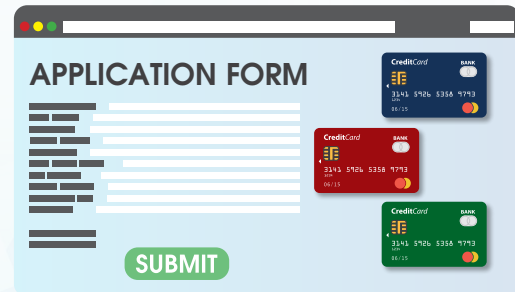 APPLICATION FORM
CreditCard
BANK
3141 5926 5358 9793
06/15
CreditCard
BANK
3141 5926 5358 9793
06/15
CreditCard
BANK
3141 5926 5358 9793
06/15
SUBMIT